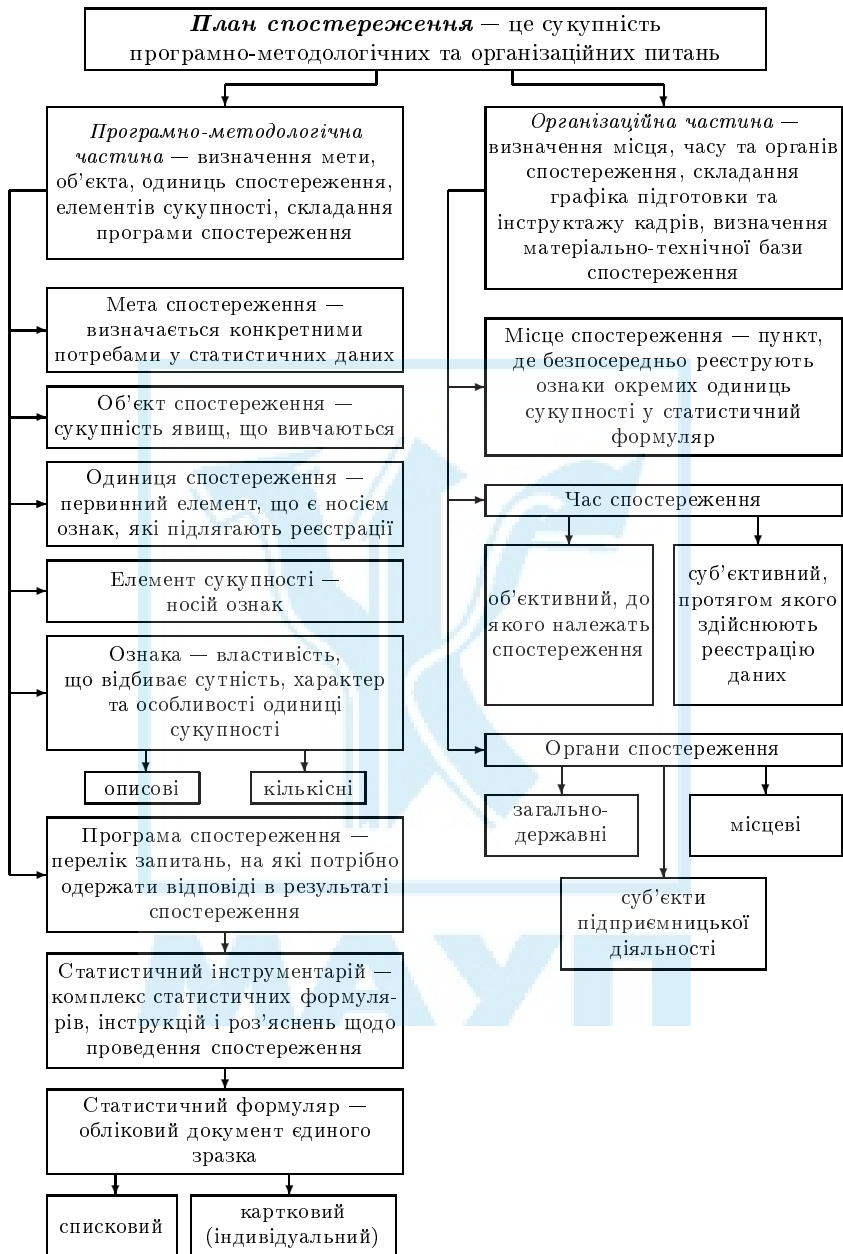 План спостереження — це сукупність
програмно-методологічних та організаційних питань
Програмно-методологічна
частина — визначення мети,
об'єкта, одиниць спостереження,
елементів сукупності, складання
програми спостереження
Мета спостереження —
визначається конкретними
потребами у статистичних даних
Об'єкт спостереження —
сукупність явищ, що вивчаються
Одиниця спостереження —
первинний елемент, що є носієм
ознак, які підлягають реєстрації
Елемент сукупності —
носій ознак
Ознака — властивість,
що відбиває сутність, характер
та особливості одиниці
сукупності
описові
кількісні
Програма спостереження —
перелік запитань, на які потрібно
одержати відповіді в результаті
спостереження
Статистичний інструментарій —
комплекс статистичних формуля-
рів, інструкцій і роз'яснень щодо
проведення спостереження
Статистичний формуляр —
обліковий документ єдиного
зразка
списковий
картковий
(індивідуальний)
Організаційна частина —
визначення місця, часу та органів
спостереження, складання
графіка підготовки та
інструктажу кадрів, визначення
матеріально-технічної бази
спостереження
Місце спостереження — пункт,
де безпосередньо реєструють
ознаки окремих одиниць
сукупності у статистичний
формуляр
Час спостереження
об'єктивний, до
якого належать
спостереження
суб'єктивний,
протягом якого
здійснюють
реєстрацію
даних
Органи спостереження
загально-
державні
місцеві
суб'єкти
підприємницької
діяльності
МАУП